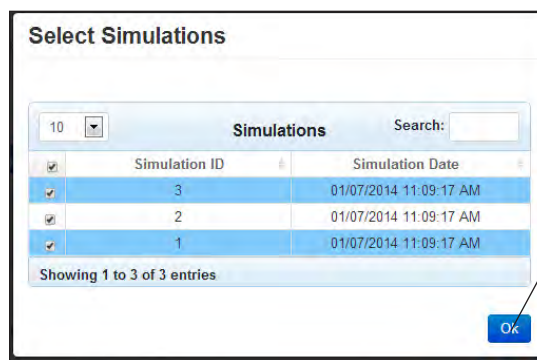 Select Simulations
10 Simulations Search:
Simulation ID Simulation Date
3 01/07/2014 11:09:17 AM
2 01/07/2014 11:09:17 AM
1 01/07/2014 11:09:17 AM
Showing 1 to 3 of 3 entries
Ok